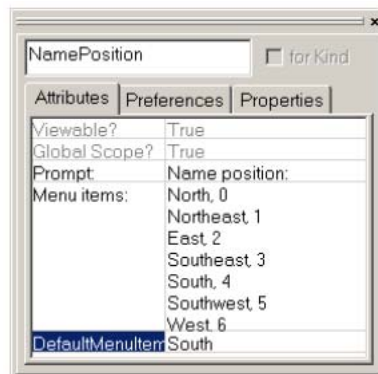 NamePosition
for Kind
Attributes Preferences Properties
Viewable? True
Global Scope? True
Prompt: Name position:
Menu items: North, 0
Northeast, 1
East, 2
Southeast, 3
South, 4
Southwest, 5
West, 6
DefaultMenuItem South